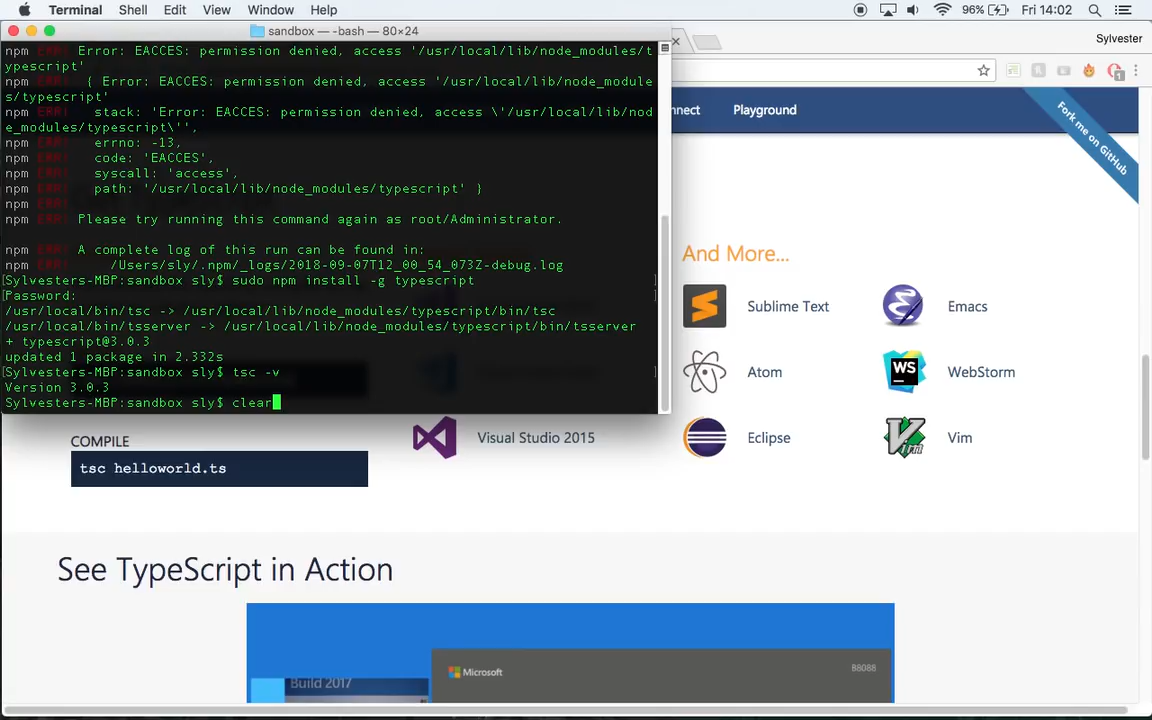 Terminal Shell Edit View Window Help 96% Fri 14:02
sandbox — -bash — 80×24
Sylvester
npm ERR! Error: EACCES: permission denied, access '/usr/local/lib/node_modules/t
ypescript'
npm ERR!  { Error: EACCES: permission denied, access '/usr/local/lib/node_module
s/typescript'
npm ERR!   stack: 'Error: EACCES: permission denied, access \'/usr/local/lib/nod
e_modules/typescript\'',
npm ERR!   errno: -13,
npm ERR!   code: 'EACCES',
npm ERR!   syscall: 'access',
npm ERR!   path: '/usr/local/lib/node_modules/typescript' }
npm ERR!
npm ERR! Please try running this command again as root/Administrator.
npm ERR! A complete log of this run can be found in:
npm ERR!     /Users/sly/.npm/_logs/2018-09-07T12_00_54_073Z-debug.log
[Sylvesters-MBP:sandbox sly$ sudo npm install -g typescript ]
[Password: ]
/usr/local/bin/tsc -> /usr/local/lib/node_modules/typescript/bin/tsc
/usr/local/bin/tsserver -> /usr/local/lib/node_modules/typescript/bin/tsserver
+ typescript@3.0.3
updated 1 package in 2.332s
[Sylvesters-MBP:sandbox sly$ tsc -v ]
Version 3.0.3
Sylvesters-MBP:sandbox sly$ clear
nnect Playground
Fork me on GitHub
And More...
Sublime Text
Emacs
Atom
WS
WebStorm
Visual Studio 2015
Eclipse
Vim
COMPILE
tsc helloworld.ts
See TypeScript in Action
Microsoft
B8088
Build 2017